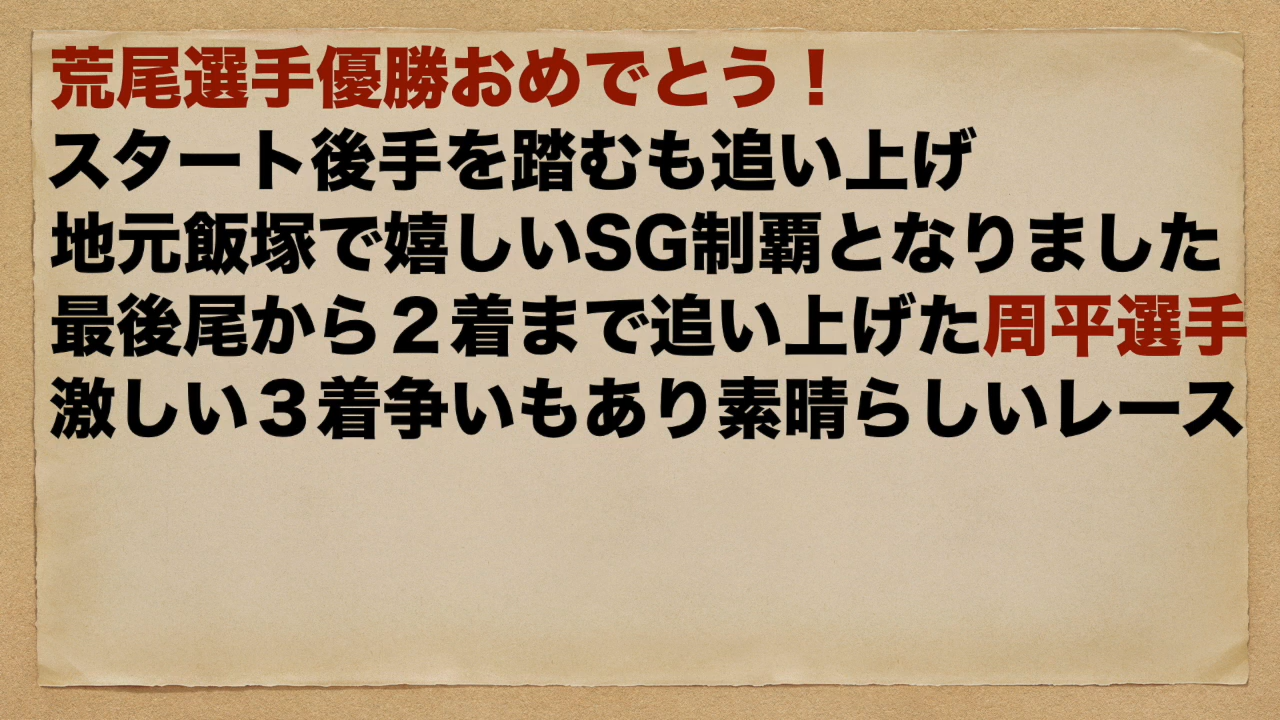 荒尾選手優勝おめでとう！
スタート後手を踏むも追い上げ
地元飯塚で嬉しいSG制覇となりました
最後尾から２着まで追い上げた周平選手
激しい３着争いもあり素晴らしいレース